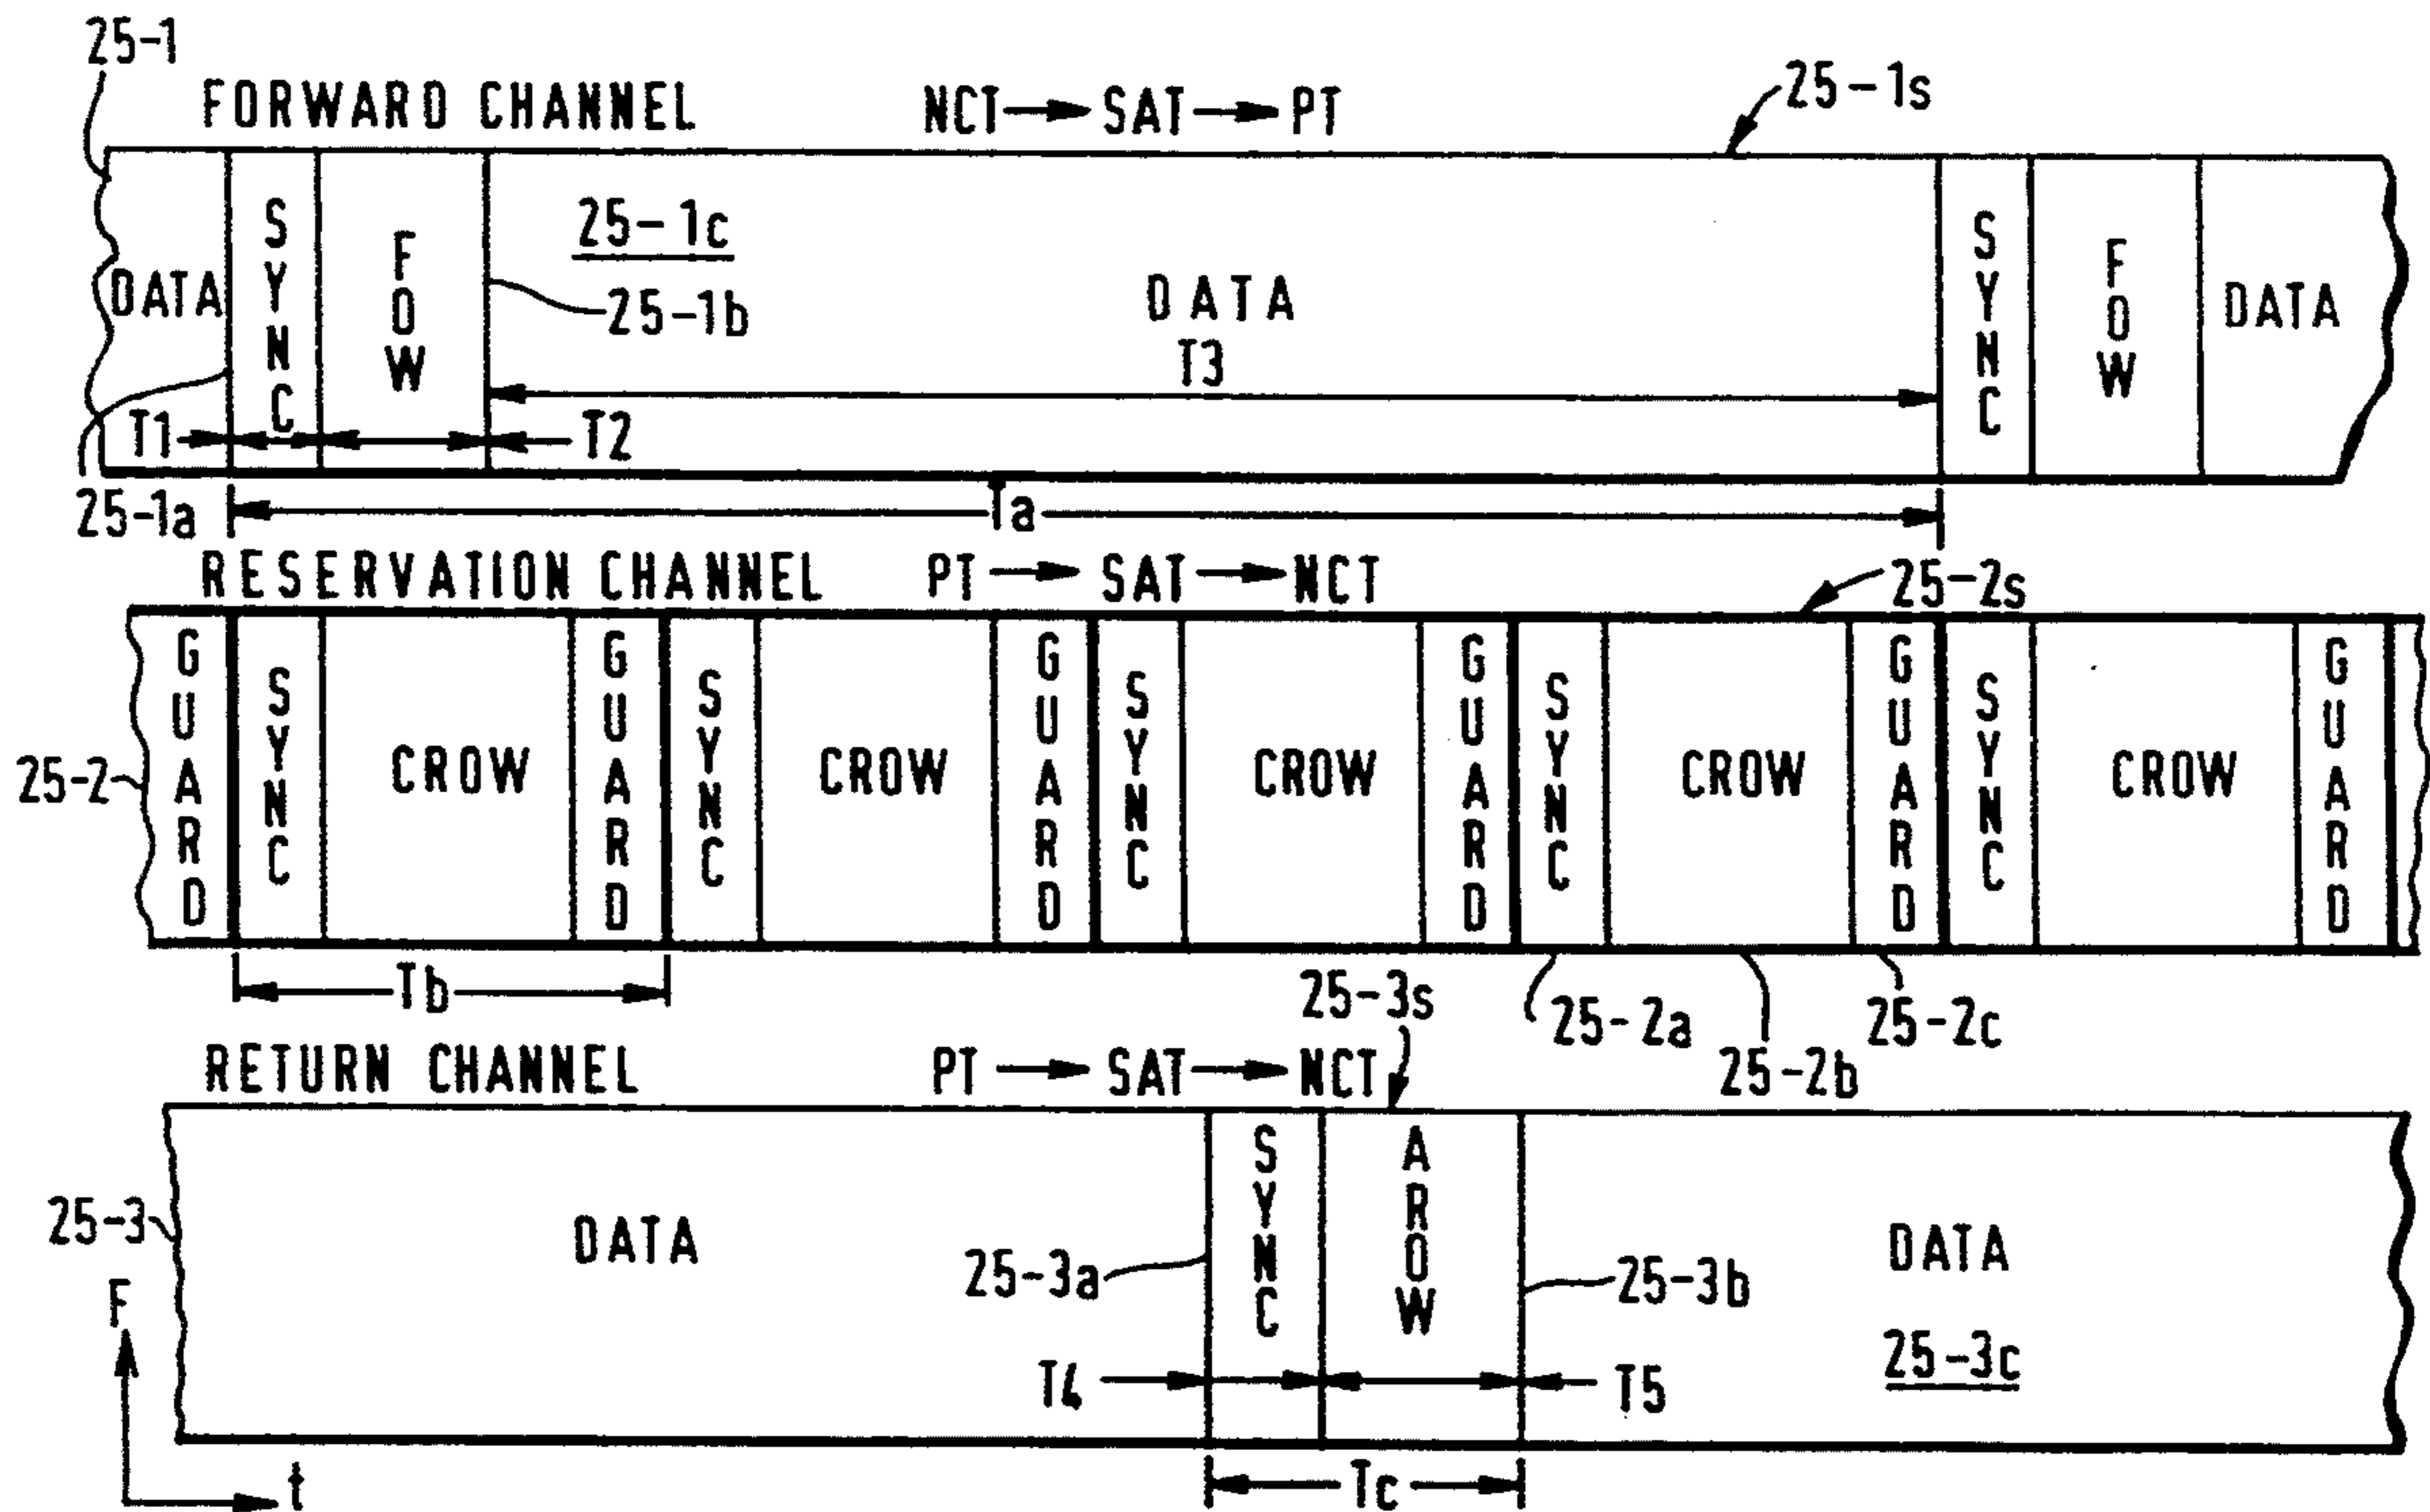 25-1
FORWARD CHANNEL NCT SAT PT 25-1s
DATA SYNC FOW 25-1c DATA SYNC FOW DATA
25-1b
T3
T1 T2
25-1a Ta
RESERVATION CHANNEL PT SAT NCT 25-2s
25-2 GUARD SYNC CROW GUARD SYNC CROW GUARD SYNC CROW GUARD SYNC CROW GUARD SYNC CROW GUARD
Tb 25-3s 25-2a 25-2b 25-2c
RETURN CHANNEL PT SAT NCT
25-3 DATA 25-3a SYNC AROW 25-3b DATA
25-3c
F T4 T5
t Tc